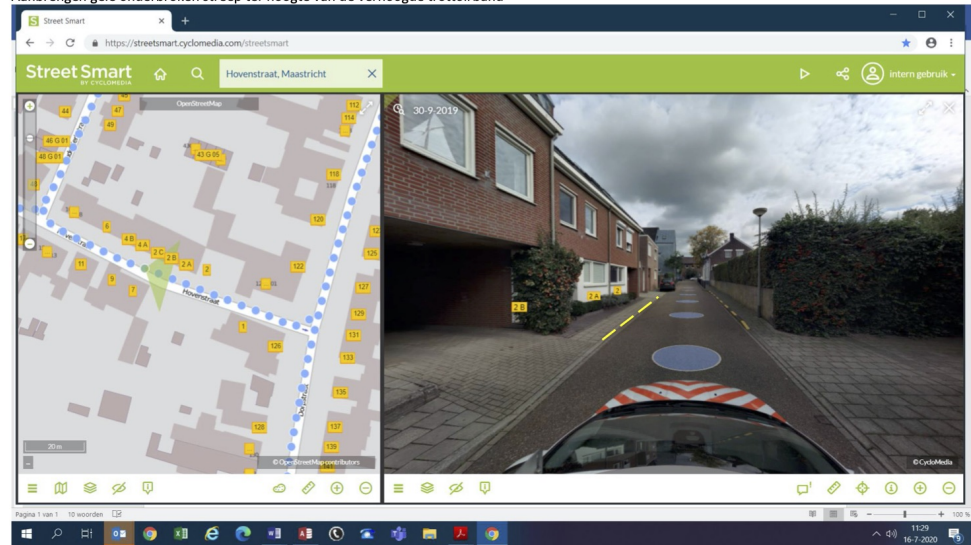 Aanbrengen gele onderbroken streep ter hoogte van de verhoogde trottoirband
Street Smart
https://streetsmart.cyclomedia.com/streetsmart
Street Smart
BY CYCLOMEDIA
Hovenstraat, Maastricht
intern gebruik
OpenStreetMap
30-9-2019
44
47
49
46 G 01
48 G 01
43 G 05
112
114
118
120
125
6
4 B
4 A
2 C
2 B
2 A
2
11
9
7
122
127
Hovenstraat
1
129
126
131
133
135
128
137
139
20 m
© OpenStreetMap contributors
2 B
2 A
2
© CycloMedia
Pagina 1 van 1
10 woorden
100 %
11:29
16-7-2020